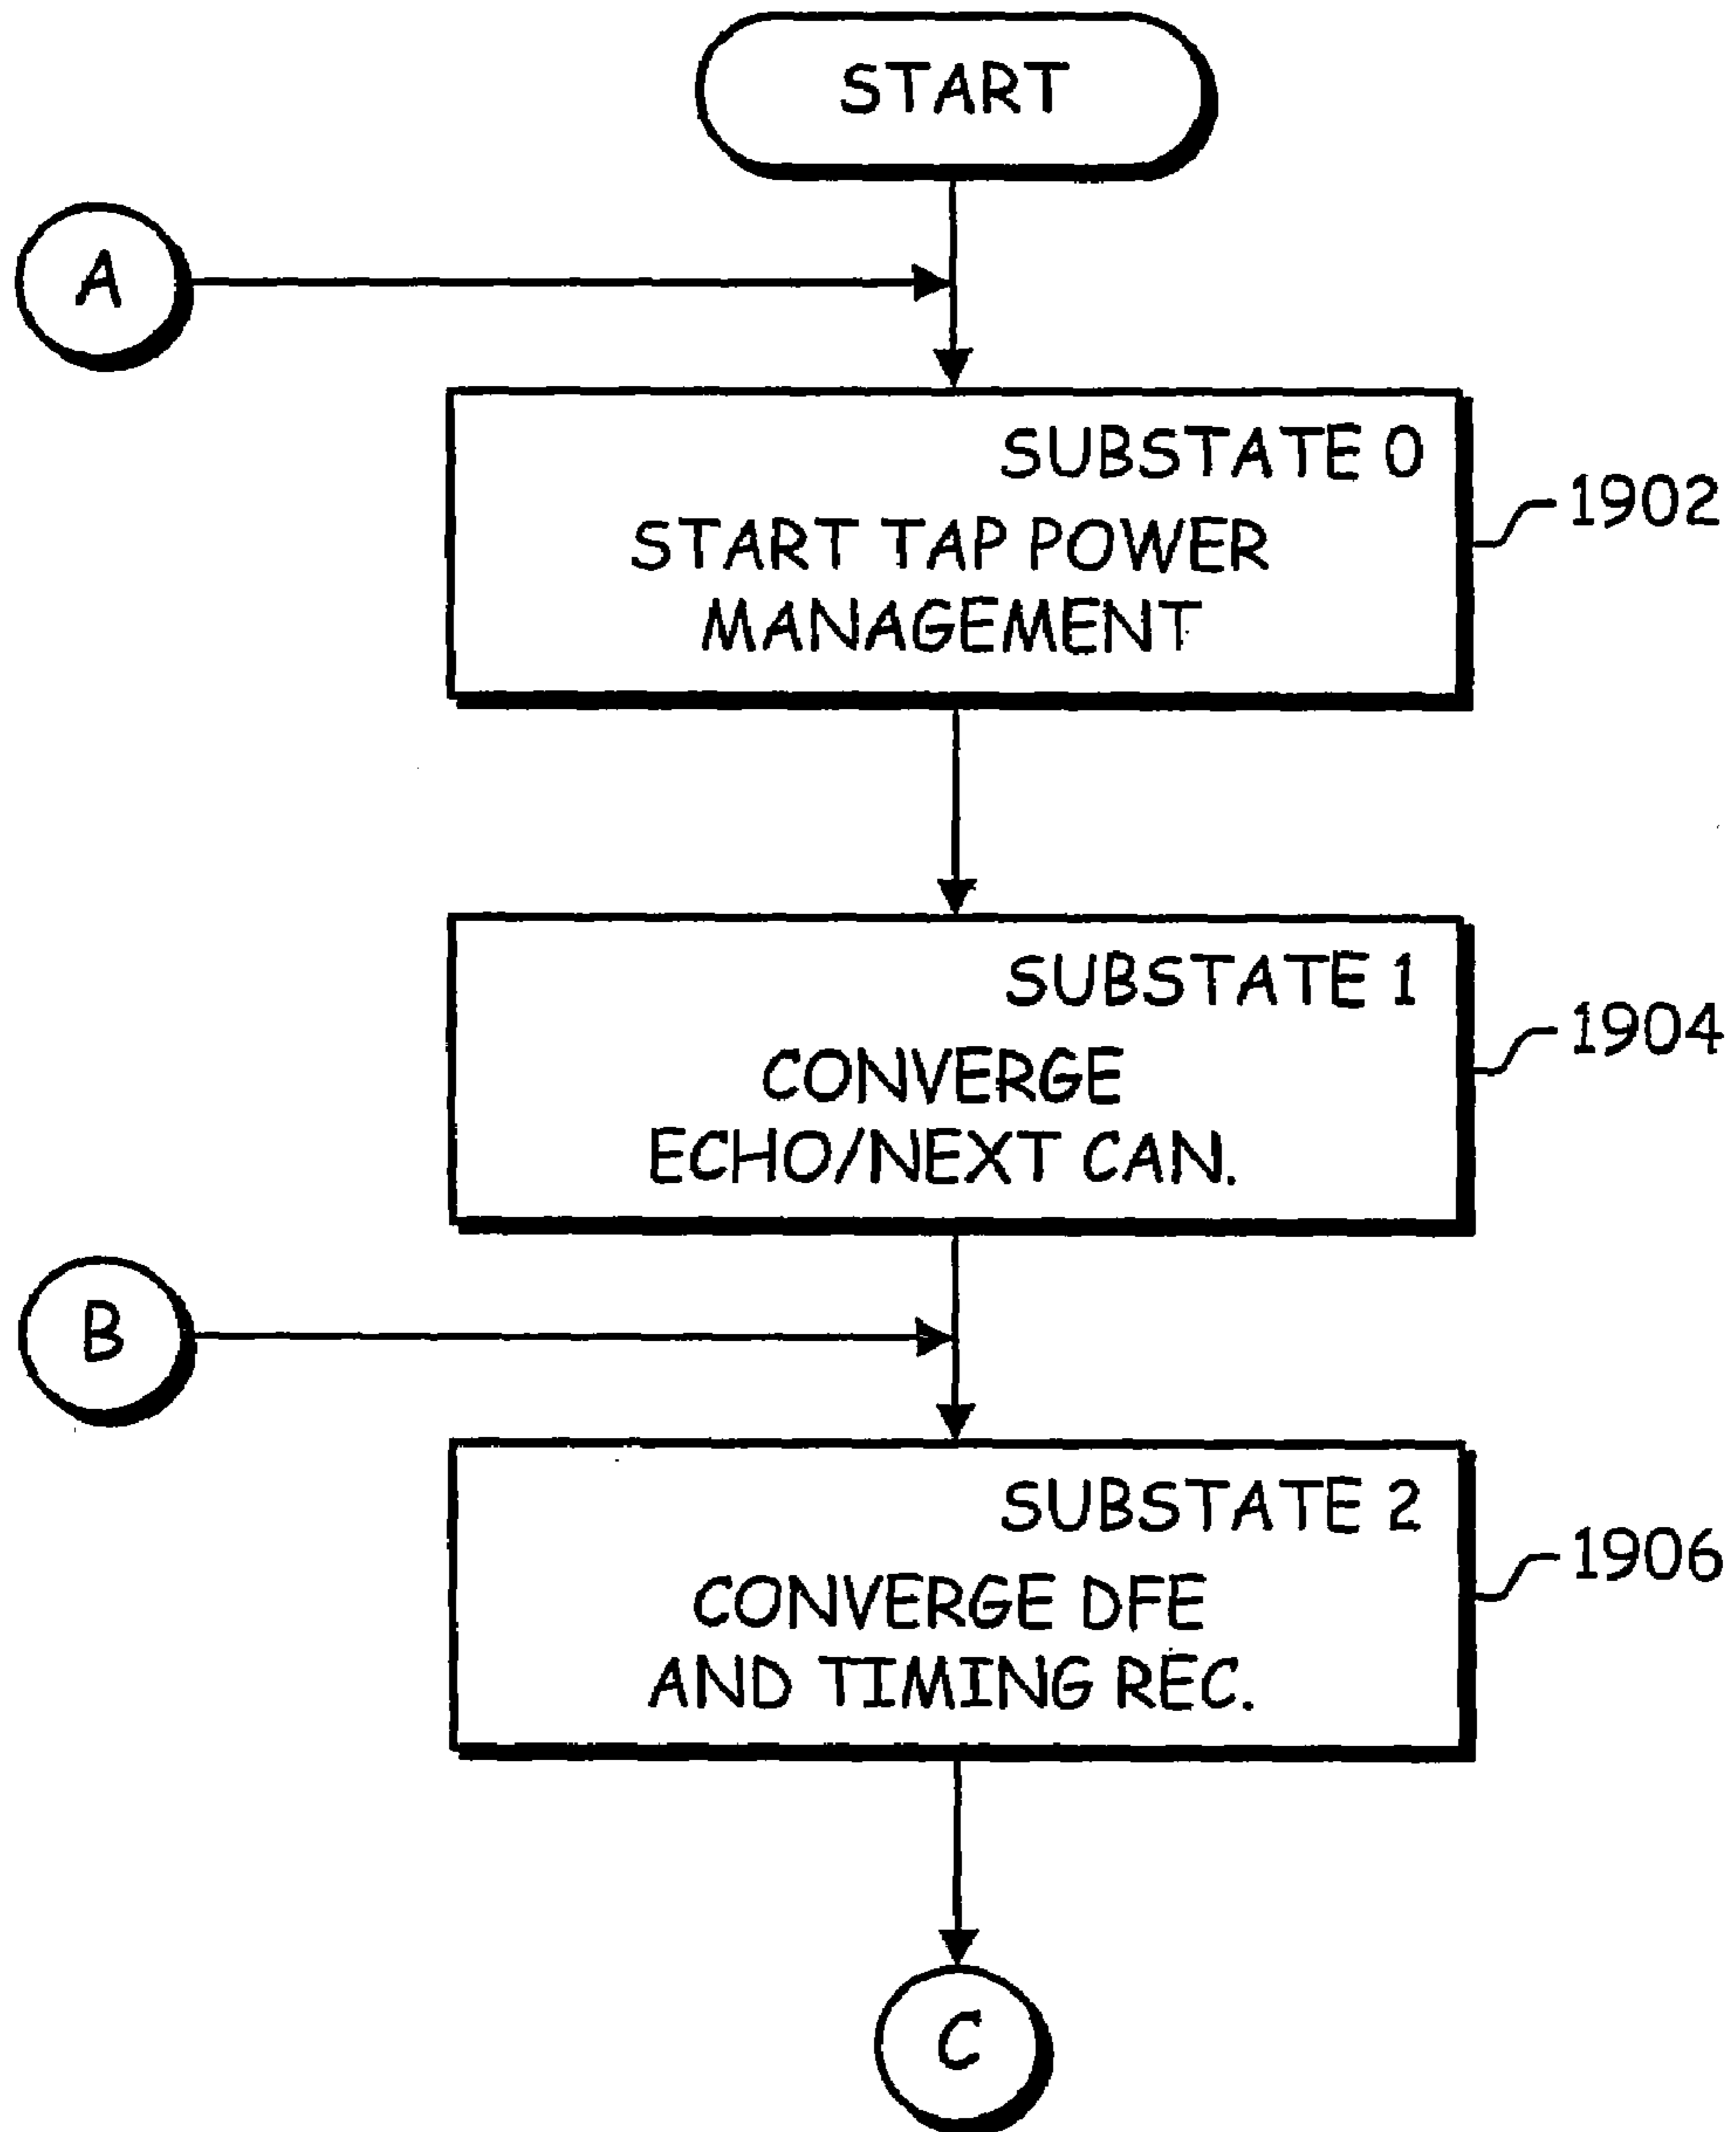 START
A
SUBSTATE 0
START TAP POWER
MANAGEMENT
1902
SUBSTATE 1
CONVERGE
ECHO/NEXT CAN.
1904
B
SUBSTATE 2
CONVERGE DFE
AND TIMING REC.
1906
C